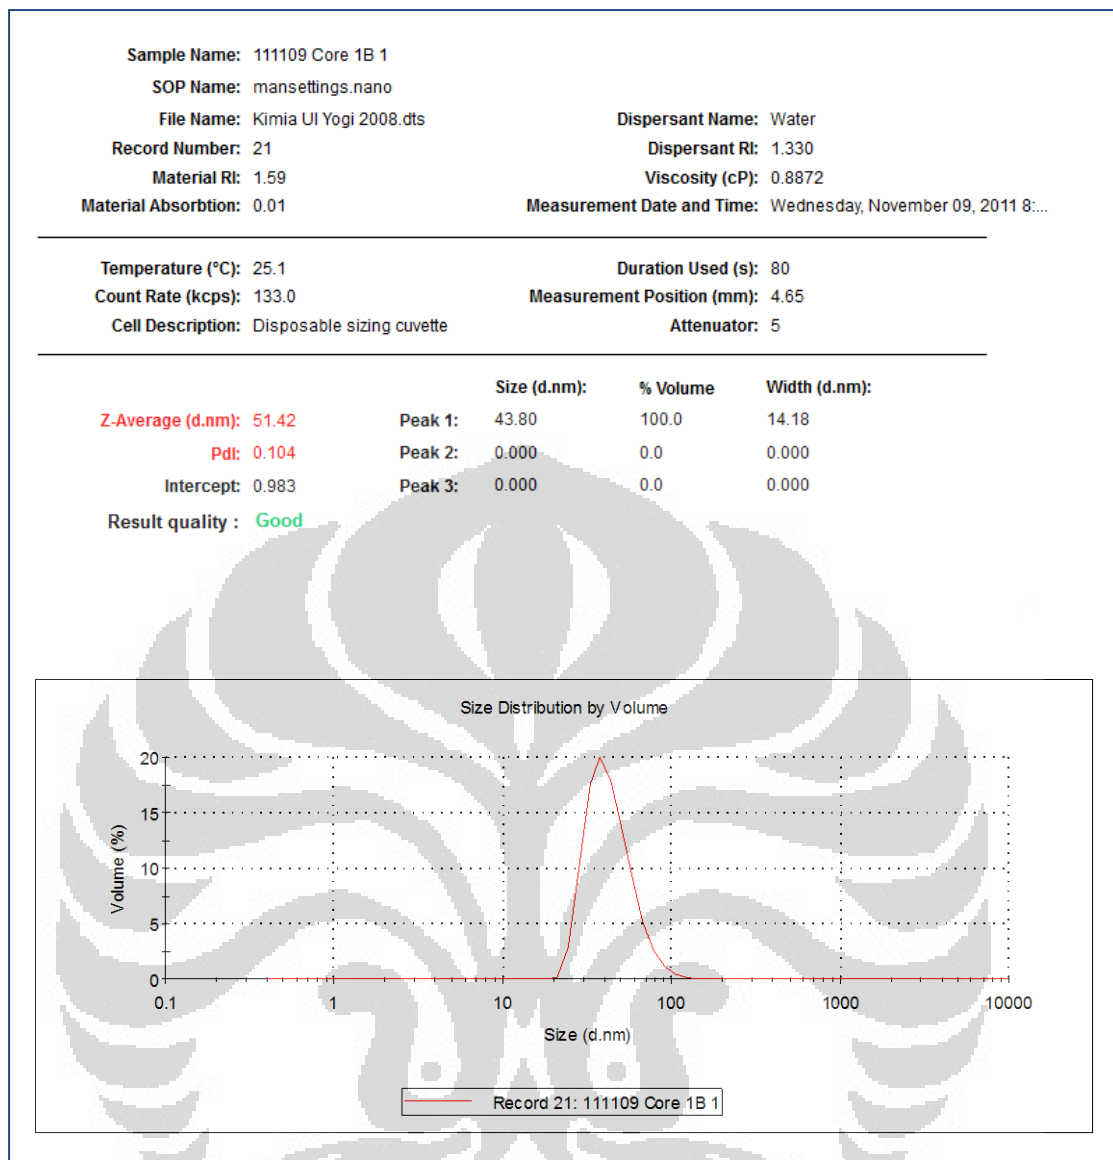 Sample Name: 111109 Core 1B 1
SOP Name: mansettings.nano
File Name: Kimia UI Yogi 2008.dts Dispersant Name: Water
Record Number: 21 Dispersant RI: 1.330
Material RI: 1.59 Viscosity (cP): 0.8872
Material Absorbtion: 0.01 Measurement Date and Time: Wednesday, November 09, 2011 8:...
Temperature (°C): 25.1 Duration Used (s): 80
Count Rate (kcps): 133.0 Measurement Position (mm): 4.65
Cell Description: Disposable sizing cuvette Attenuator: 5
Size (d.nm): % Volume Width (d.nm):
Z-Average (d.nm): 51.42 Peak 1: 43.80 100.0 14.18
PdI: 0.104 Peak 2: 0.000 0.0 0.000
Intercept: 0.983 Peak 3: 0.000 0.0 0.000
Result quality : Good
Size Distribution by Volume
20
15
10
5
0
Volume (%)
0.1 1 10 100 1000 10000
Size (d.nm)
Record 21: 111109 Core 1B 1